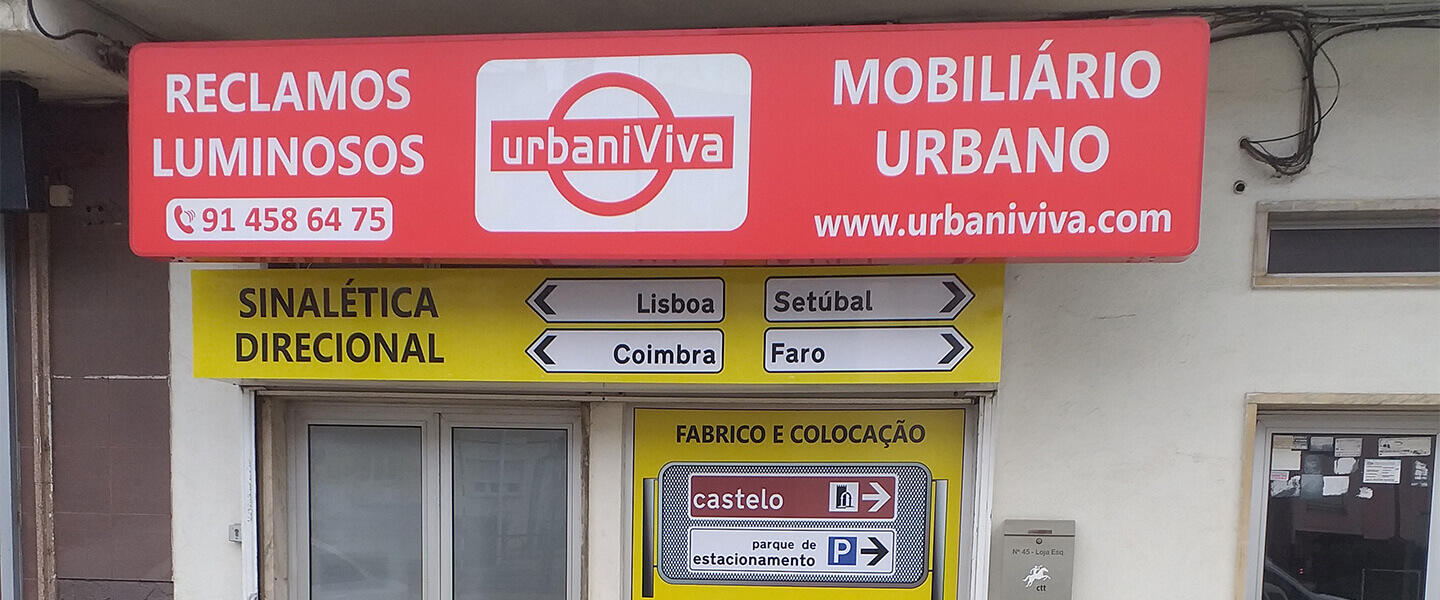 RECLAMOS
LUMINOSOS
91 458 64 75
urbaniViva
MOBILIÁRIO
URBANO
www.urbaniviva.com
SINALÉTICA
DIRECIONAL
Lisboa
Coimbra
Setúbal
Faro
FABRICO E COLOCAÇÃO
castelo
parque de
estacionamento P
Nº 45 - Loja Esq
ctt